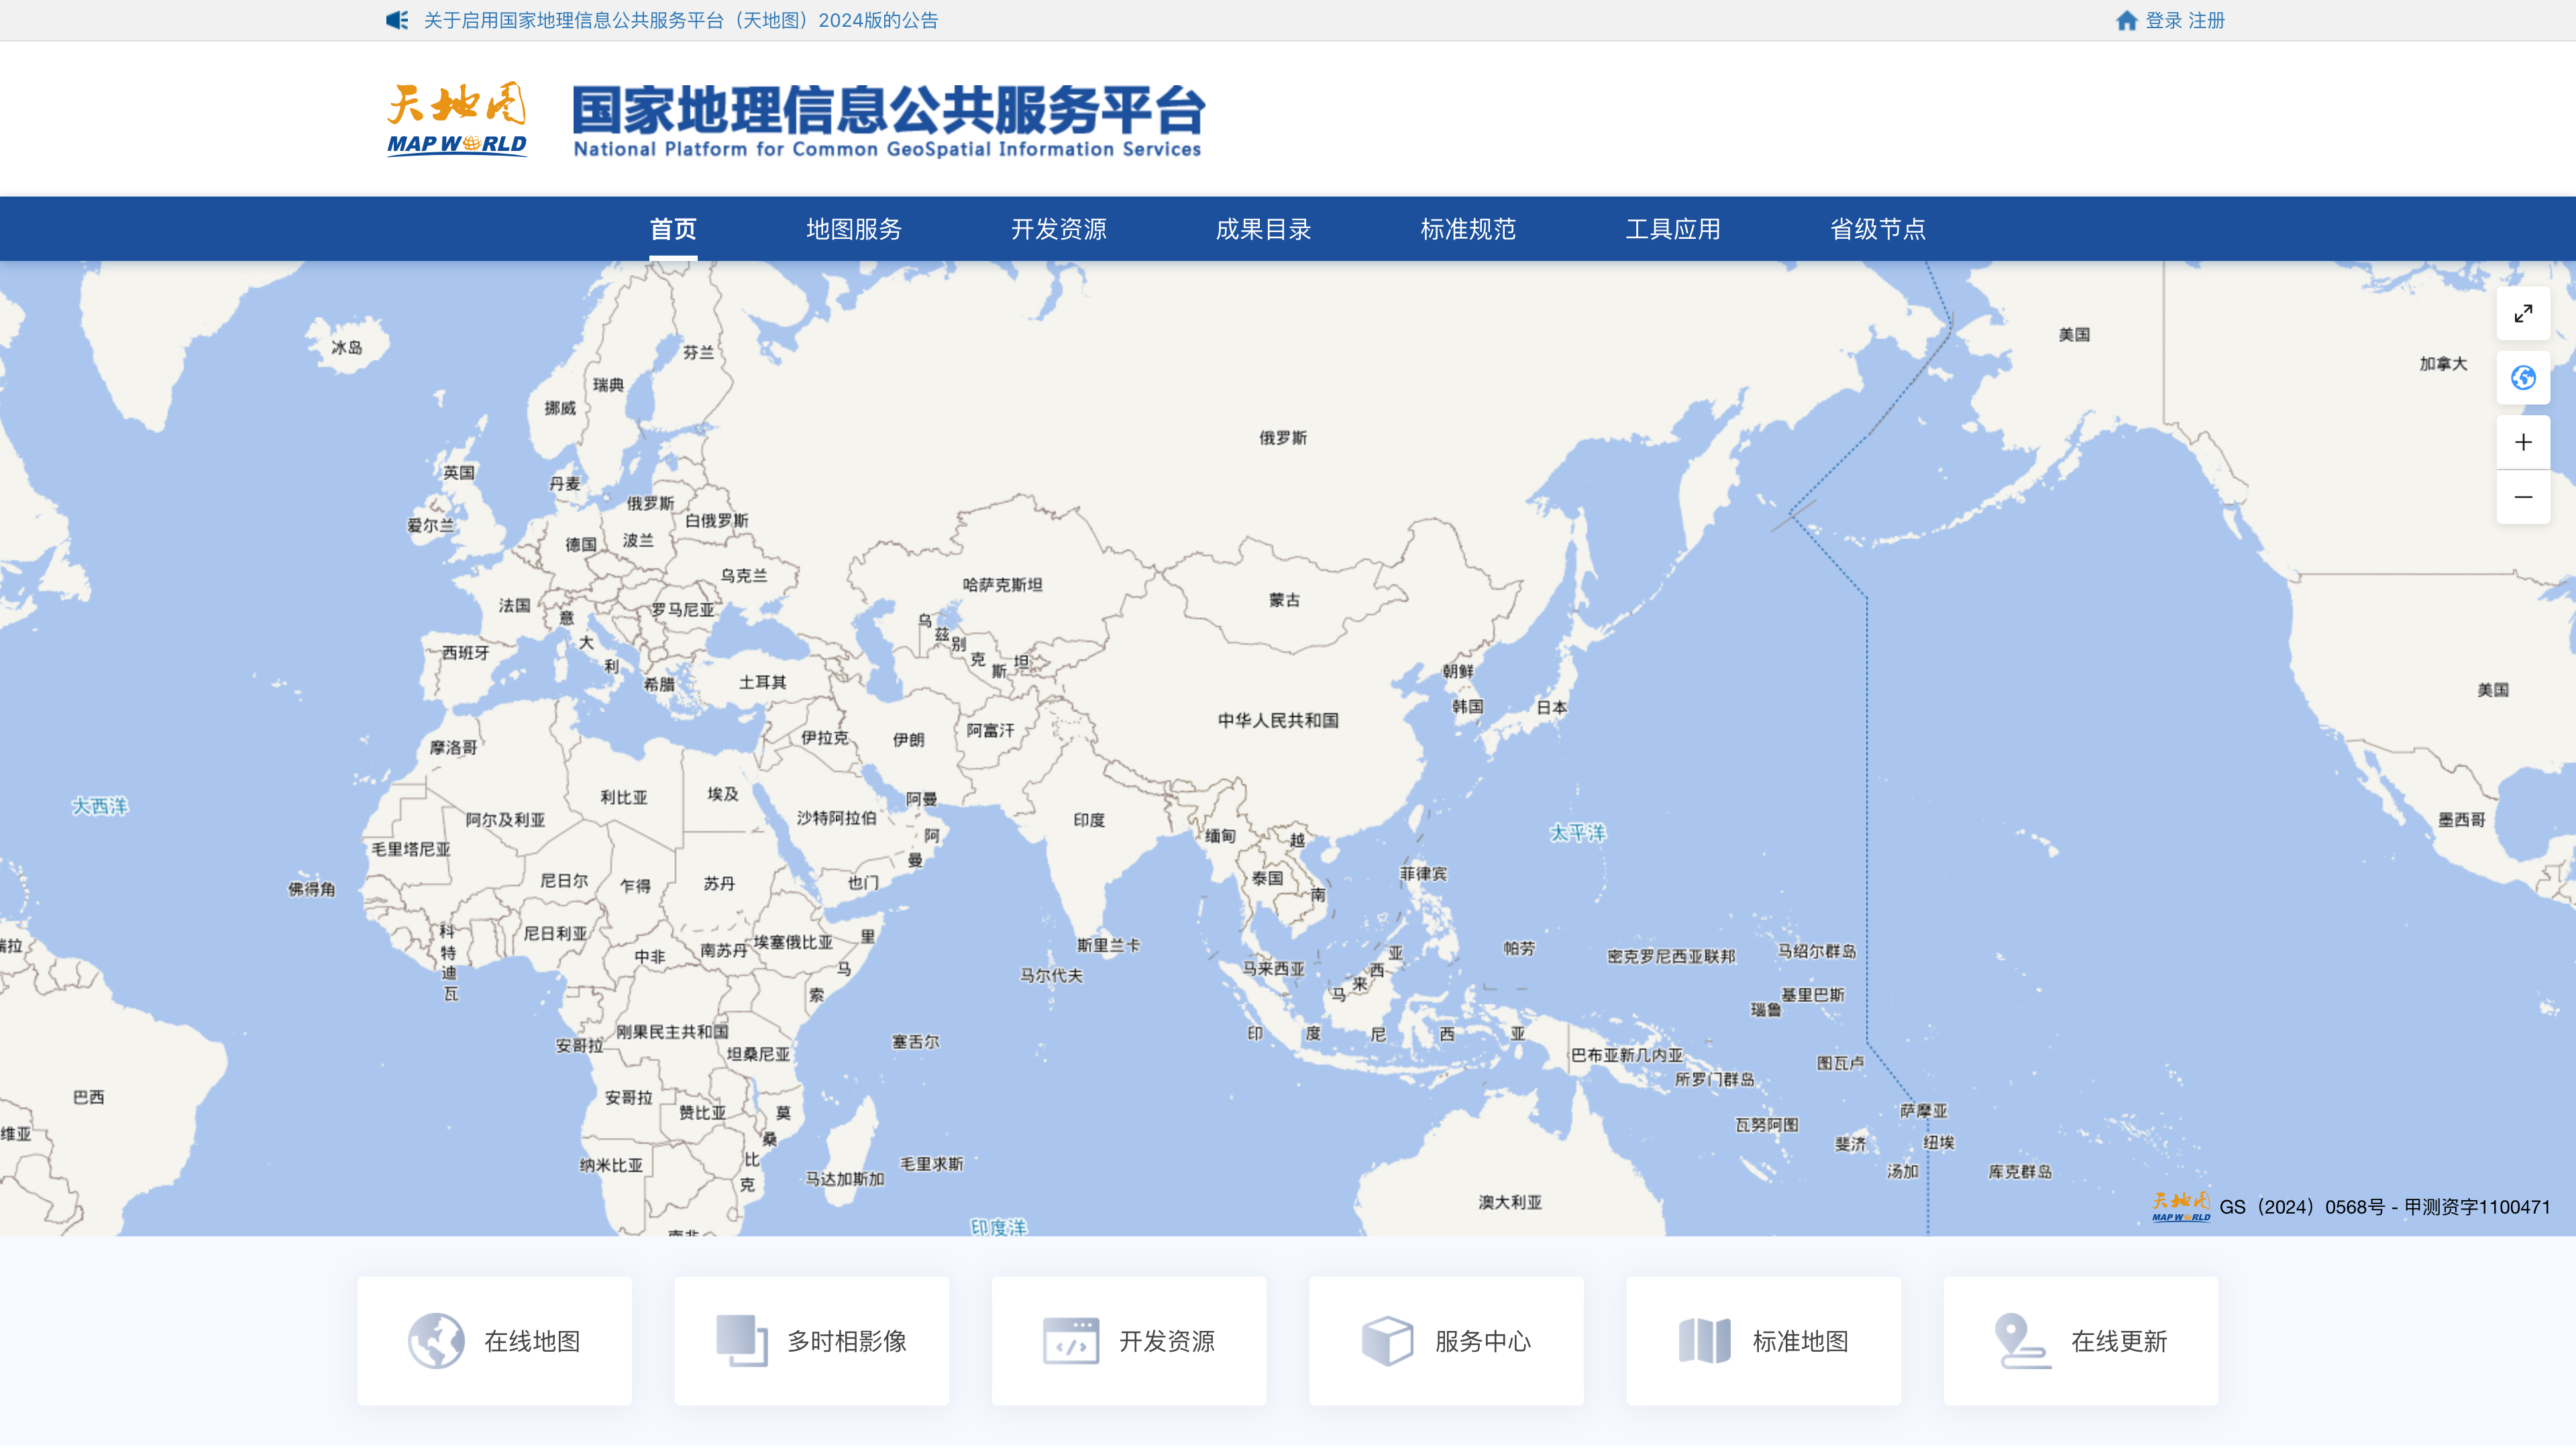 关于启用国家地理信息公共服务平台（天地图）2024版的公告
登录 注册
天地图
MAP WORLD
国家地理信息公共服务平台
National Platform for Common GeoSpatial Information Services
首页 地图服务 开发资源 成果目录 标准规范 工具应用 省级节点
冰岛
芬兰
瑞典
挪威
美国
加拿大
俄罗斯
英国
丹麦
俄罗斯
爱尔兰
白俄罗斯
德国
波兰
乌克兰
哈萨克斯坦
蒙古
法国
罗马尼亚
意大利
乌兹别克斯坦
西班牙
希腊
土耳其
朝鲜
韩国
日本
美国
中华人民共和国
摩洛哥
伊拉克
伊朗
阿富汗
大西洋
利比亚
埃及
阿曼
阿尔及利亚
沙特阿拉伯
印度
阿曼
缅甸
越南
太平洋
墨西哥
毛里塔尼亚
佛得角
尼日尔
乍得
苏丹
也门
泰国
菲律宾
科特迪瓦
尼日利亚
中非
南苏丹
埃塞俄比亚
索马里
斯里兰卡
马尔代夫
马来西亚
马来西亚
帕劳
密克罗尼西亚联邦
马绍尔群岛
瑙鲁
基里巴斯
瑞拉
刚果民主共和国
安哥拉
坦桑尼亚
塞舌尔
印度尼西亚
巴布亚新几内亚
所罗门群岛
图瓦卢
巴西
安哥拉
赞比亚
莫桑比克
萨摩亚
瓦努阿图
斐济
纽埃
维亚
纳米比亚
马达加斯加
毛里求斯
汤加
库克群岛
澳大利亚
南非
印度洋
天地图
MAP WORLD
GS（2024）0568号 - 甲测资字1100471
在线地图 多时相影像 开发资源 服务中心 标准地图 在线更新